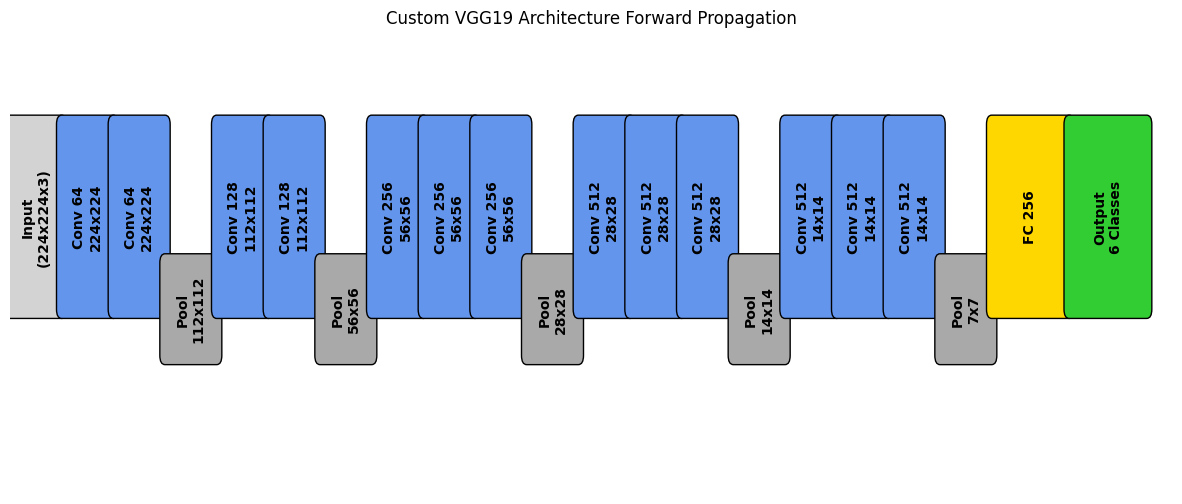 Custom VGG19 Architecture Forward Propagation
Input
(224x224x3)
Conv 64
224x224
Conv 64
224x224
Pool
112x112
Conv 128
112x112
Conv 128
112x112
Pool
56x56
Conv 256
56x56
Conv 256
56x56
Conv 256
56x56
Pool
28x28
Conv 512
28x28
Conv 512
28x28
Conv 512
28x28
Pool
14x14
Conv 512
14x14
Conv 512
14x14
Conv 512
14x14
Pool
7x7
FC 256
Output
6 Classes